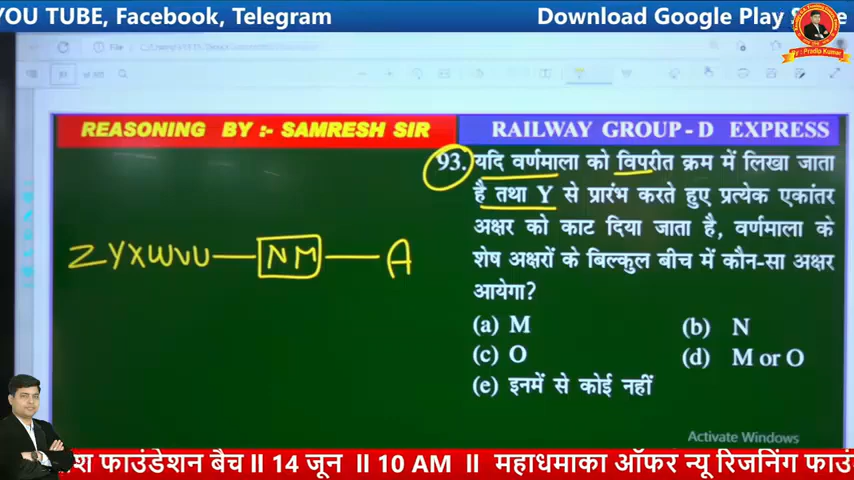 YOU TUBE, Facebook, Telegram Download Google Play
File
REASONING BY :- SAMRESH SIR RAILWAY GROUP - D EXPRESS
93. यदि वर्णमाला को विपरीत क्रम में लिखा जाता
है तथा Y से प्रारंभ करते हुए प्रत्येक एकांतर
अक्षर को काट दिया जाता है, वर्णमाला के
शेष अक्षरों के बिल्कुल बीच में कौन-सा अक्षर
आयेगा?
(a) M (b) N
(c) O (d) M or O
(e) इनमें से कोई नहीं
ZYXWVU — NM — A
Activate Windows
फाउंडेशन बैच II 14 जून II 10 AM II महाधमाका ऑफर न्यू रिजनिंग